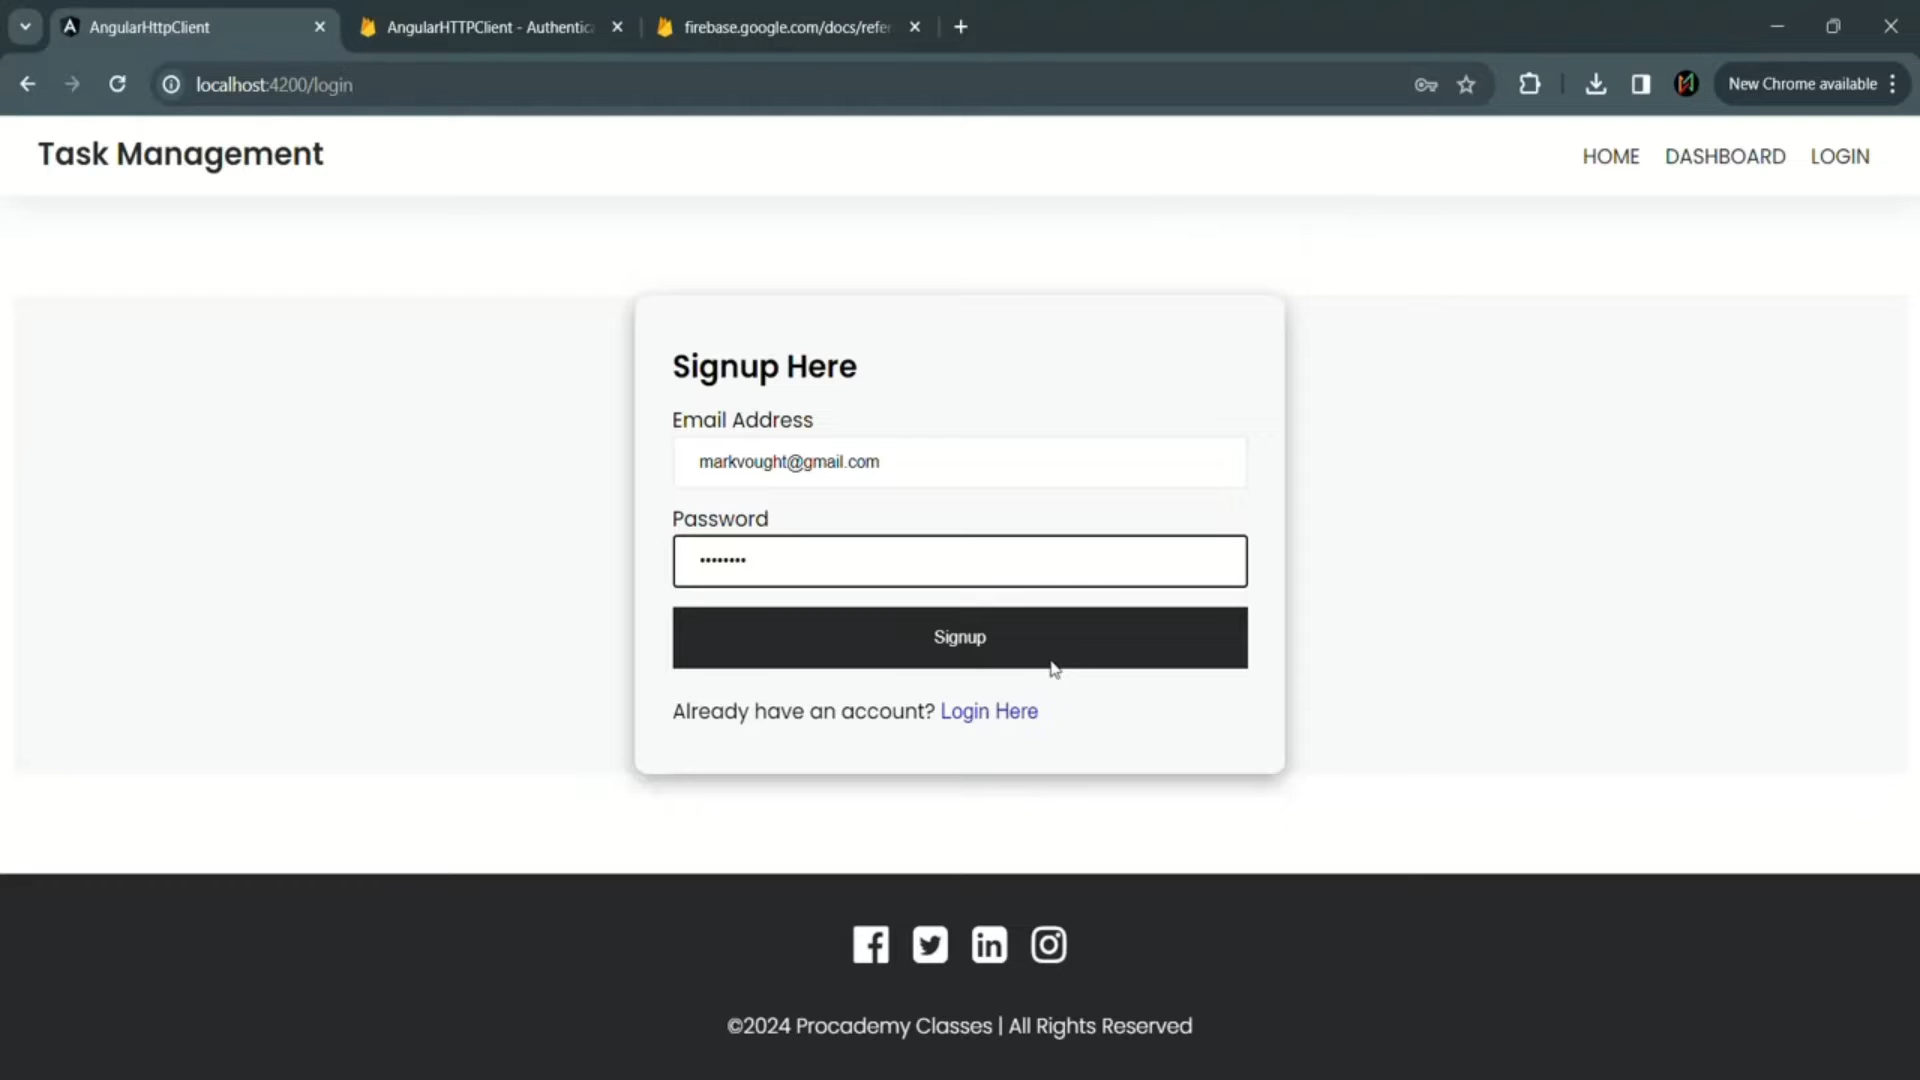 AngularHttpClient
AngularHTTPClient - Authentic
firebase.google.com/docs/refer
localhost:4200/login
New Chrome available
Task Management
HOME DASHBOARD LOGIN
Signup Here
Email Address
markvought@gmail.com
Password
••••••••
Signup
Already have an account? Login Here
©2024 Procademy Classes | All Rights Reserved